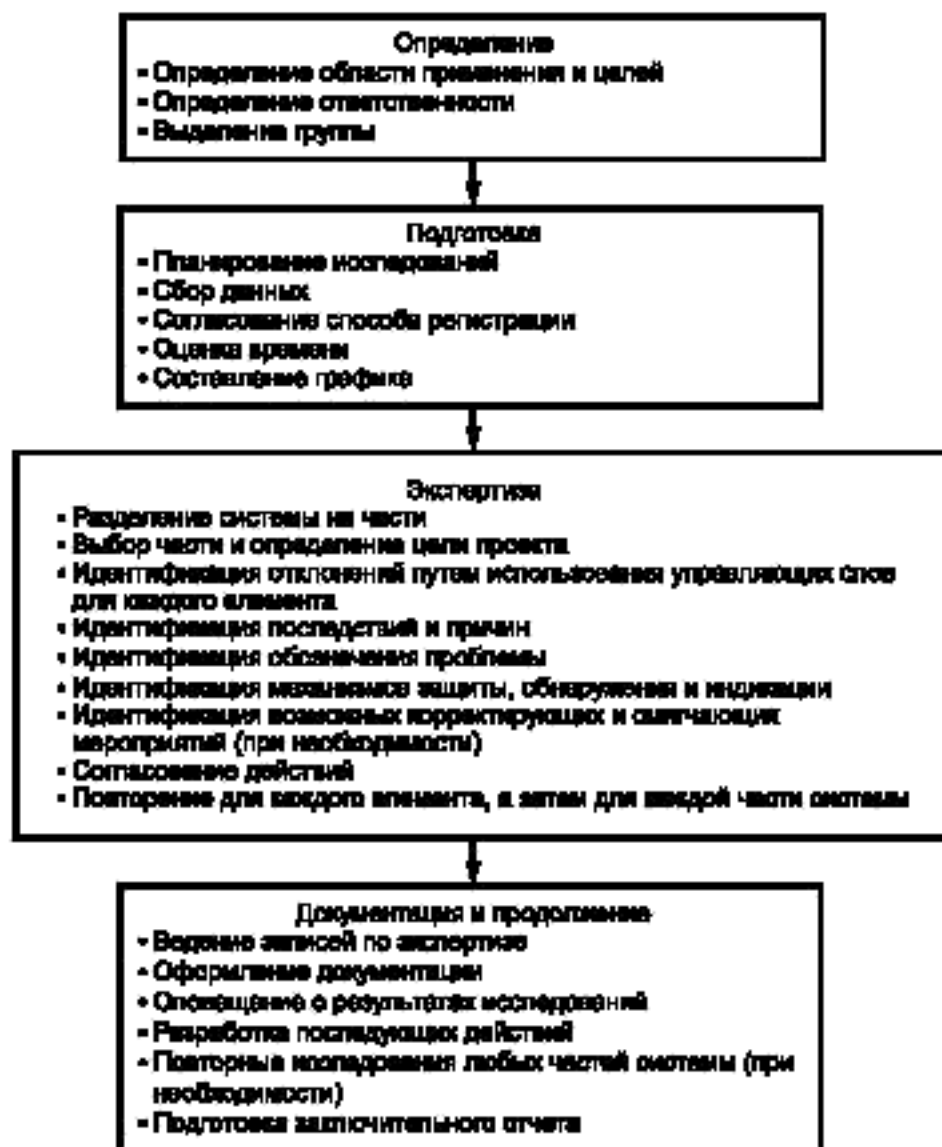 Определение
• Определение области применения и целей
• Определение ответственности
• Выделение группы
Подготовка
• Планирование исследований
• Сбор данных
• Согласование способа регистрации
• Оценка времени
• Составление графика
Экспертиза
• Разделение системы на части
• Выбор части и определение цели проекта
• Идентификация отклонений путем использования управляющих слов
для каждого элемента
• Идентификация последствий и причин
• Идентификация обозначения проблемы
• Идентификация механизмов защиты, обнаружения и индикации
• Идентификация возможных корректирующих и смягчающих
мероприятий (при необходимости)
• Согласование действий
• Повторение для каждого элемента, а затем для каждой части системы
Документация и продолжение
• Ведение записей по экспертизе
• Оформление документации
• Оповещение о результатах исследований
• Разработка последующих действий
• Повторные исследования любых частей системы (при
необходимости)
• Подготовка заключительного отчета